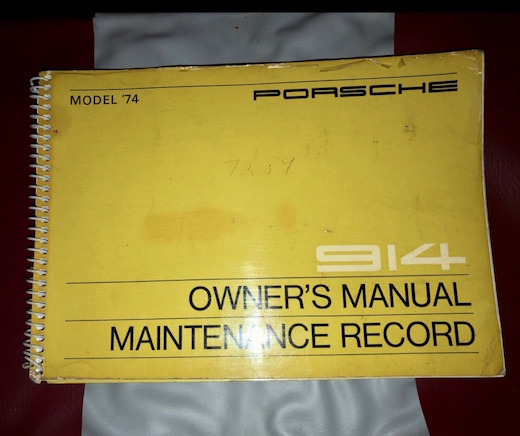 MODEL '74
PORSCHE
914
OWNER'S MANUAL
MAINTENANCE RECORD